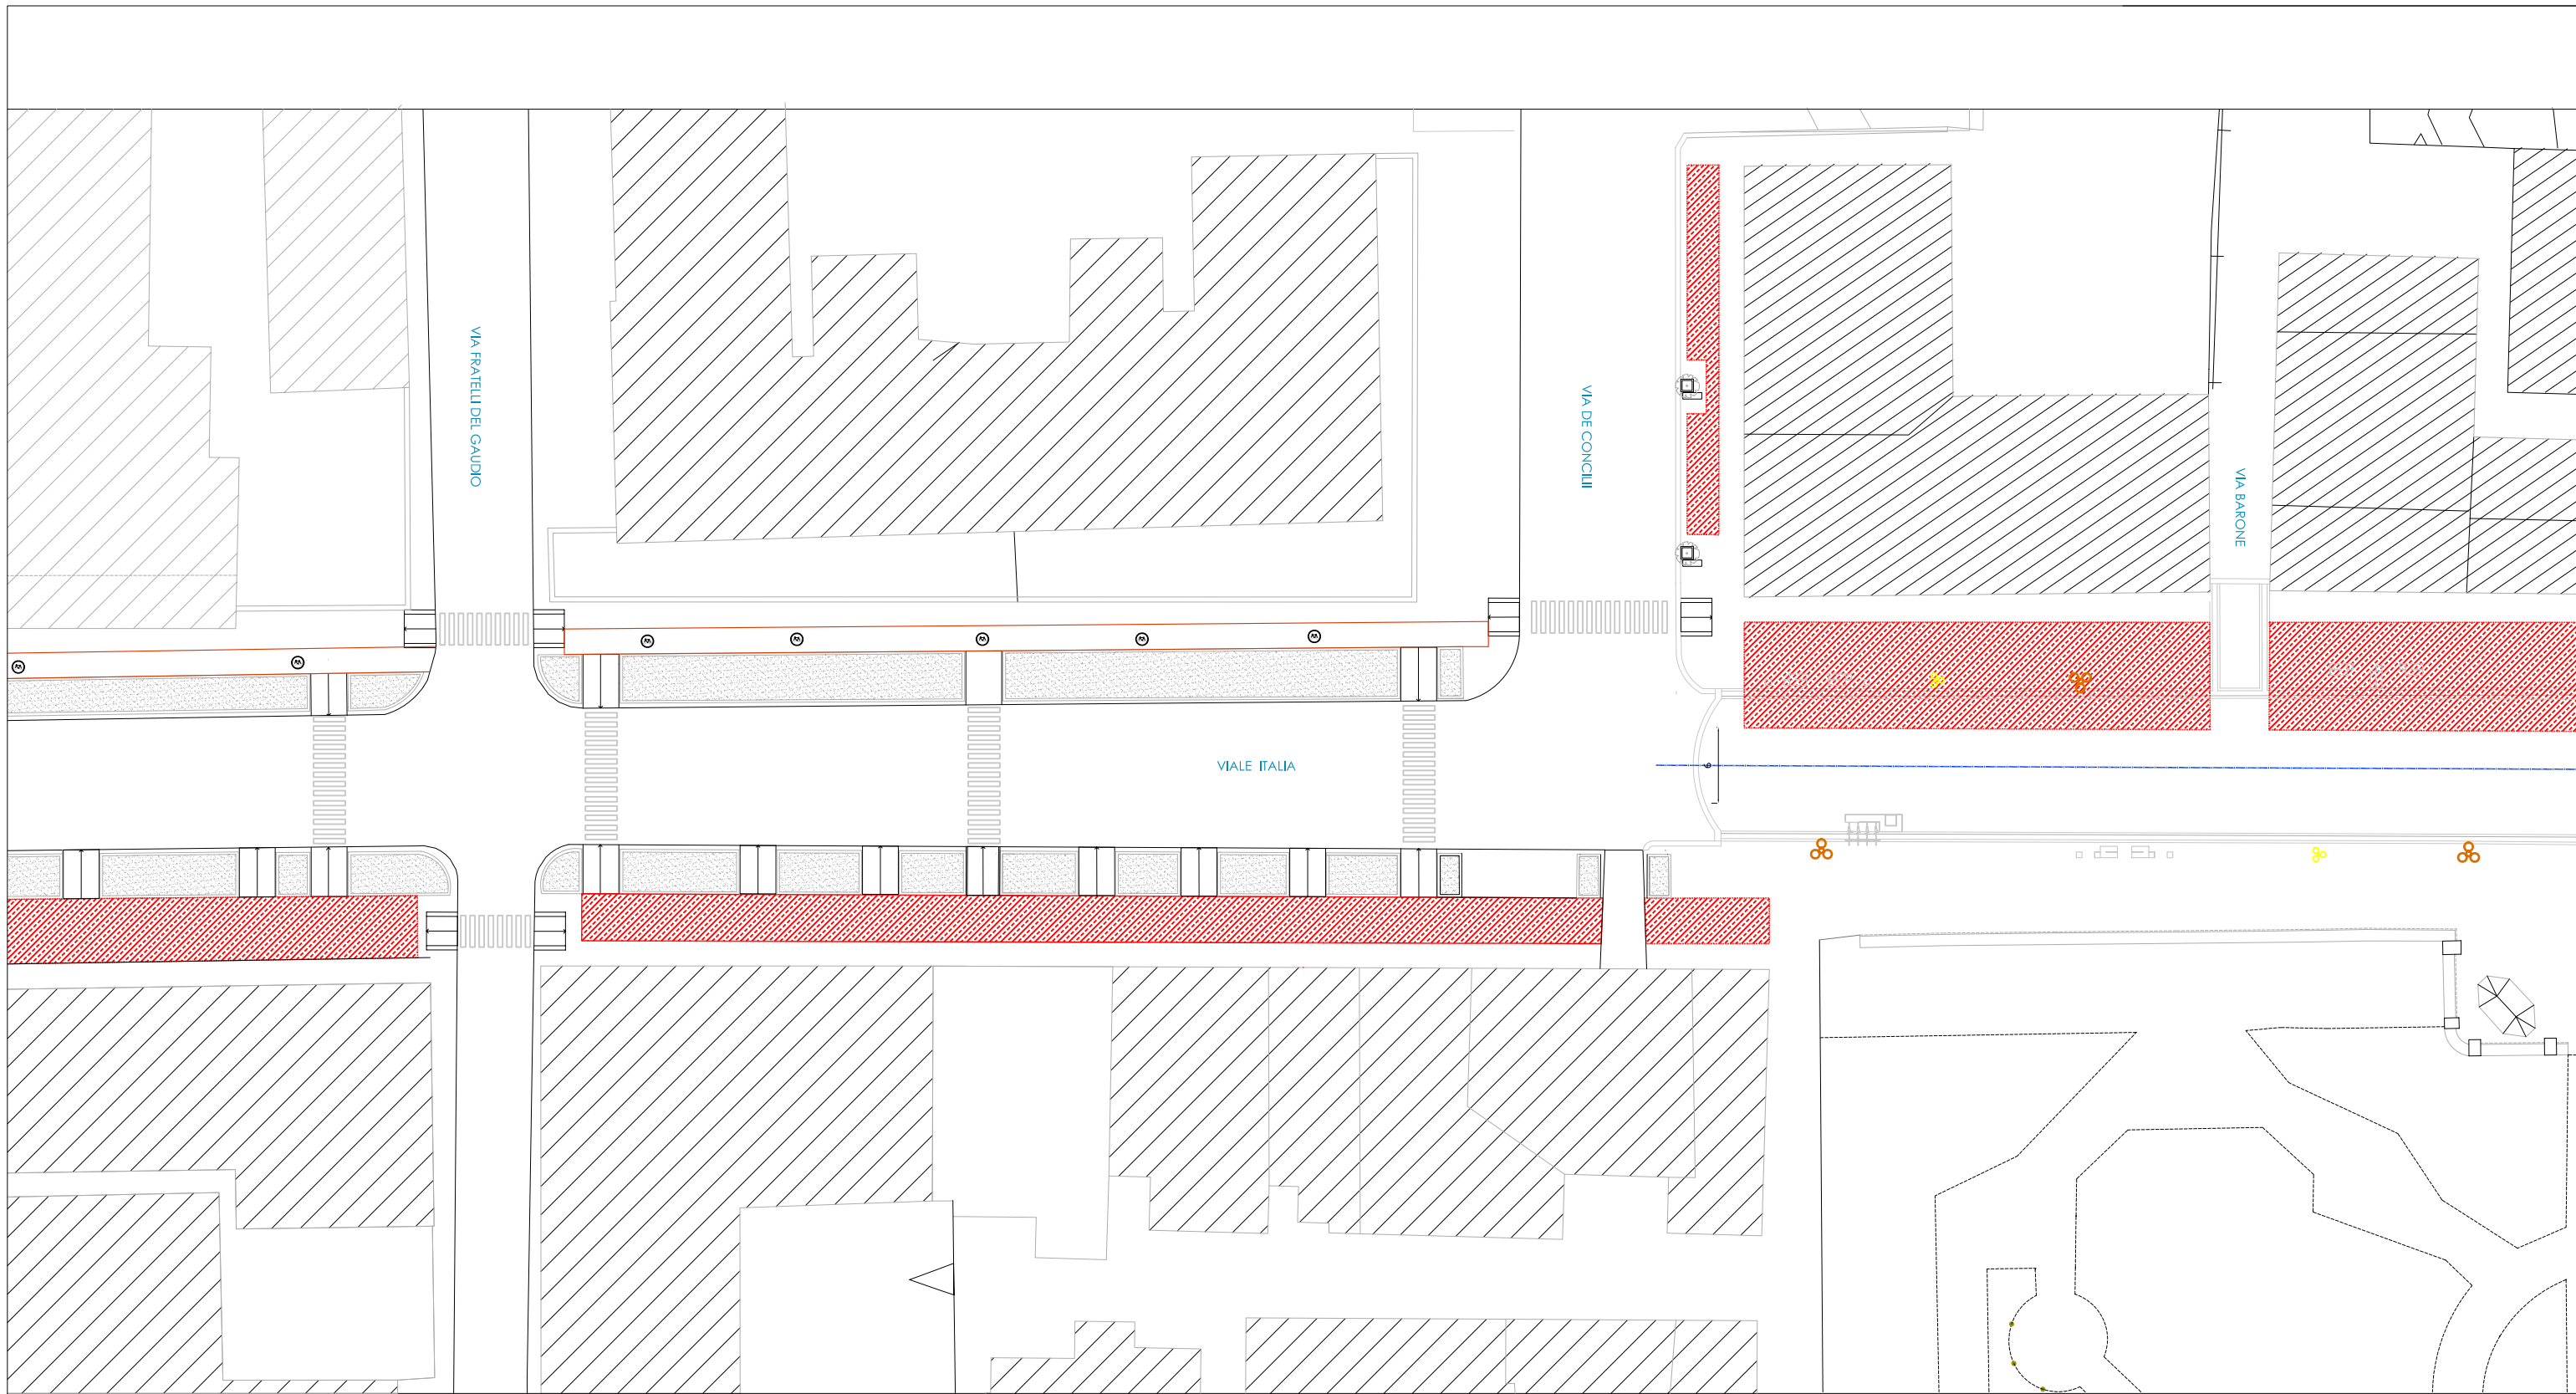 VIA FRATELLI DEL GAUDIO
VIA DE CONCILII
VIA BARONE
VIALE ITALIA